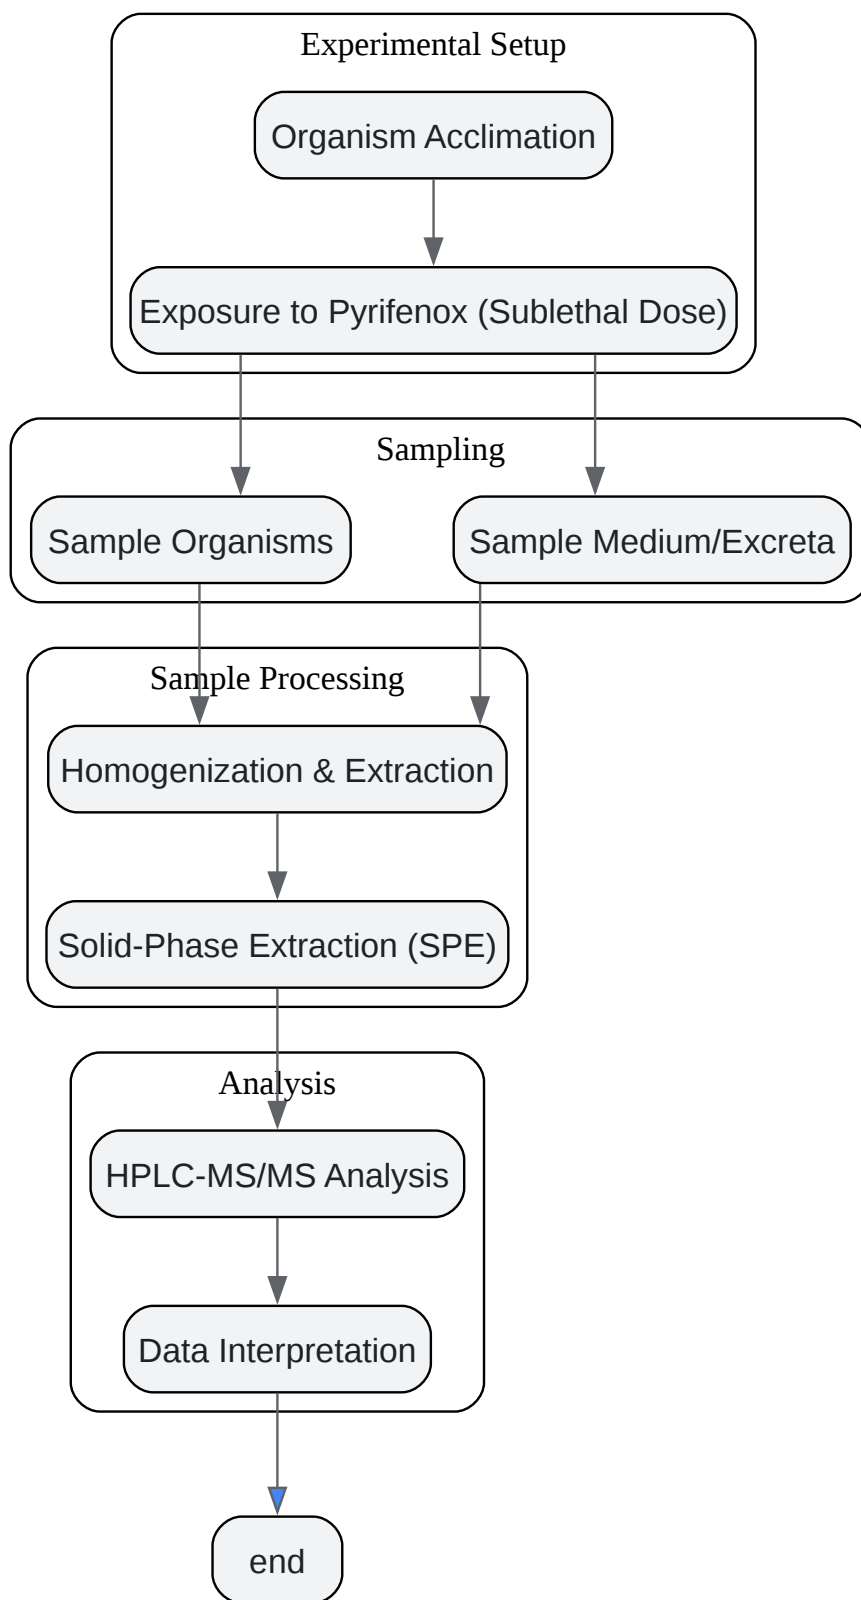 Experimental Setup
Organism Acclimation
Exposure to Pyrifenox (Sublethal Dose)
Sampling
Sample Organisms
Sample Medium/Excreta
Sample Processing
Homogenization & Extraction
Solid-Phase Extraction (SPE)
Analysis
HPLC-MS/MS Analysis
Data Interpretation
end